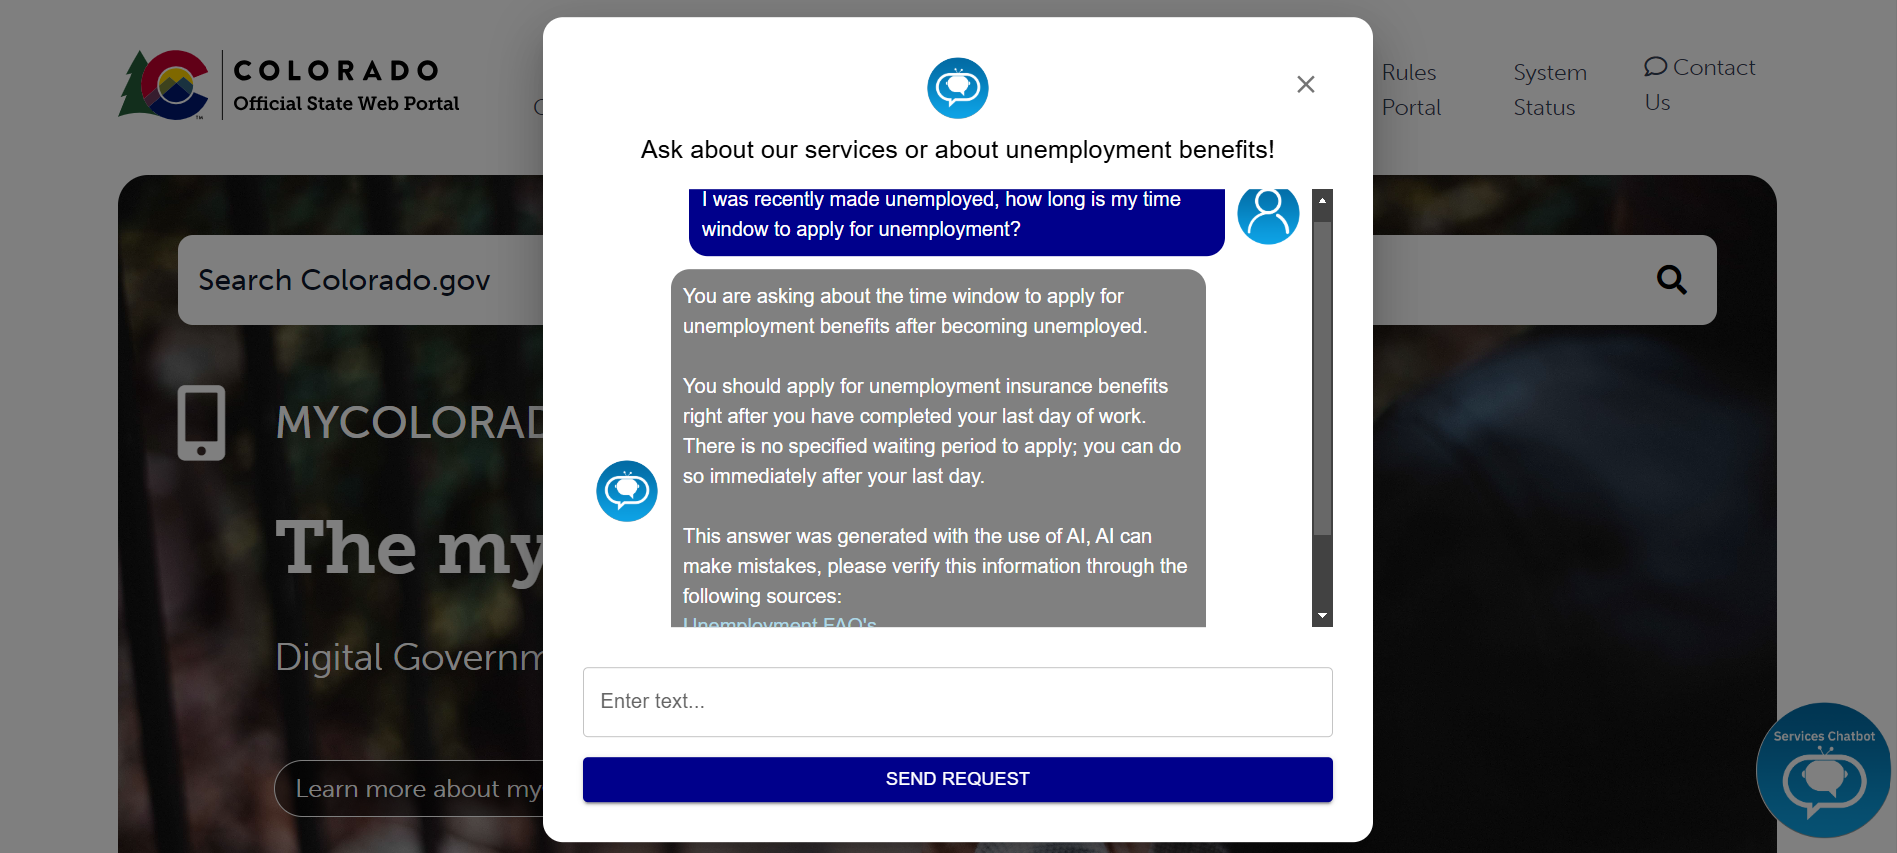 COLORADO
Official State Web Portal
™
Rules
Portal
System
Status
Contact
Us
Search Colorado.gov
MYCOLORAD
The my
Digital Governm
Learn more about my
Ask about our services or about unemployment benefits!
I was recently made unemployed, how long is my time
window to apply for unemployment?
You are asking about the time window to apply for
unemployment benefits after becoming unemployed.
You should apply for unemployment insurance benefits
right after you have completed your last day of work.
There is no specified waiting period to apply; you can do
so immediately after your last day.
This answer was generated with the use of AI, AI can
make mistakes, please verify this information through the
following sources:
Unemployment FAQ's
Enter text...
SEND REQUEST
Services Chatbot